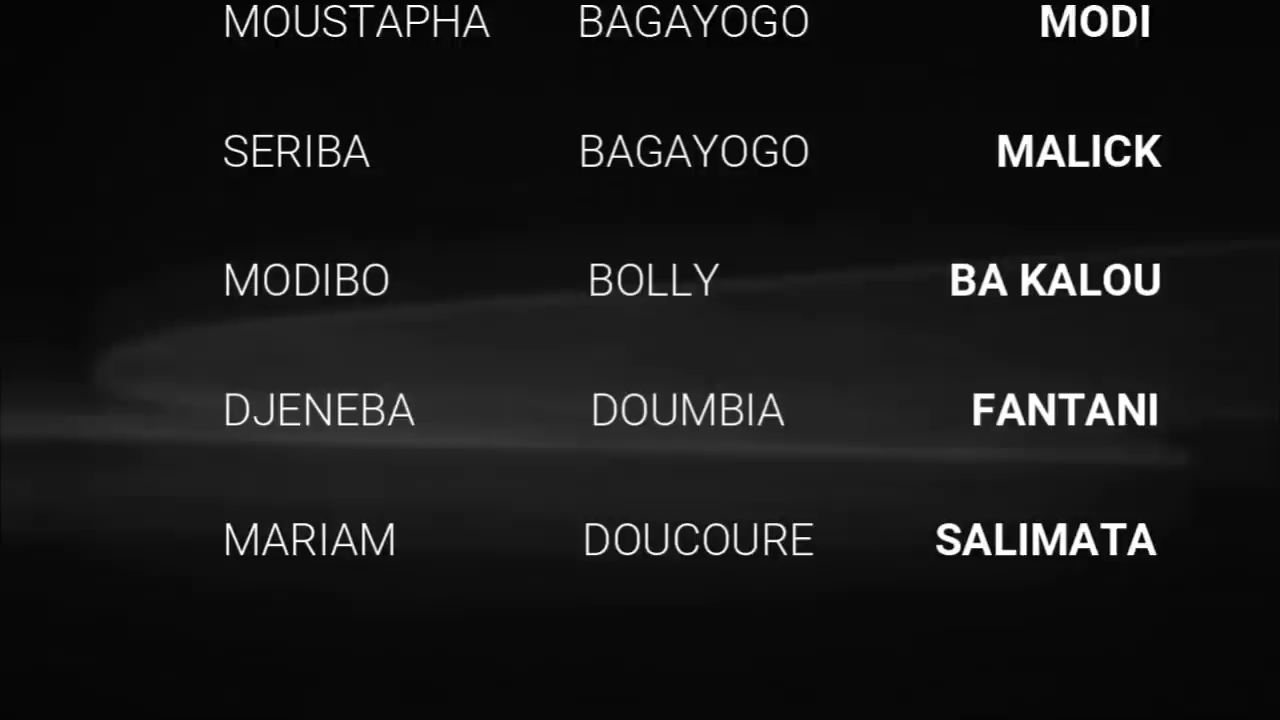 MOUSTAPHA BAGAYOGO MODI
SERIBA BAGAYOGO MALICK
MODIBO BOLLY BA KALOU
DJENEBA DOUMBIA FANTANI
MARIAM DOUCOURE SALIMATA